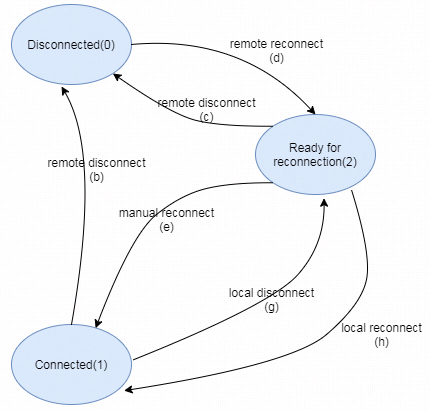 Disconnected(0)
remote reconnect
(d)
remote disconnect
(c)
Ready for
reconnection(2)
remote disconnect
(b)
manual reconnect
(e)
local disconnect
(g)
local reconnect
(h)
Connected(1)